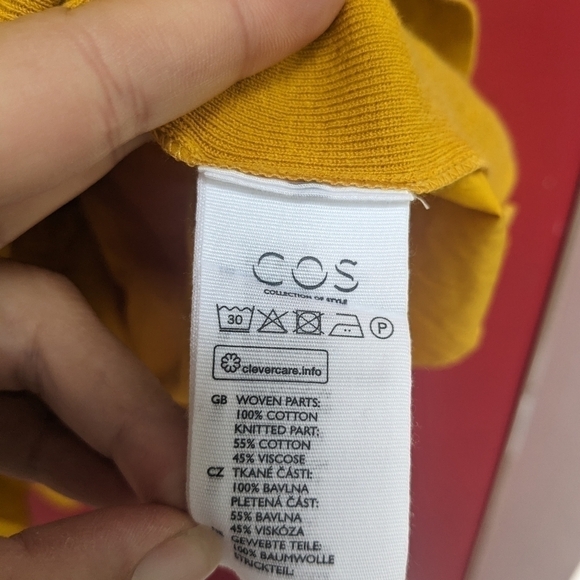 COS
COLLECTION OF STYLE
30 P
clevercare.info
GB WOVEN PARTS:
100% COTTON
KNITTED PART:
55% COTTON
45% VISCOSE
CZ TKANÉ ČÁSTI:
100% BAVLNA
PLETENÁ ČÁST:
55% BAVLNA
45% VISKÓZA
GEWEBTE TEILE:
100% BAUMWOLLE
STRICKTEIL: